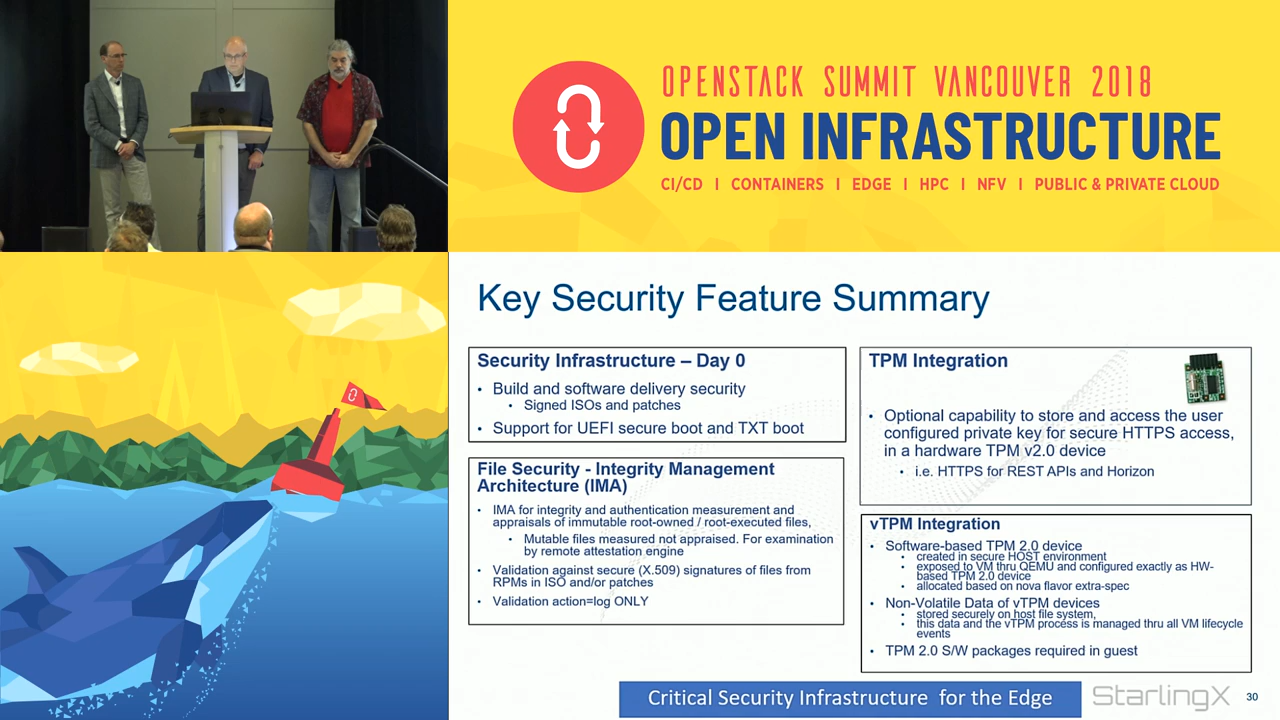 OPENSTACK SUMMIT VANCOUVER 2018
OPEN INFRASTRUCTURE
CI/CD | CONTAINERS | EDGE | HPC | NFV | PUBLIC & PRIVATE CLOUD
Key Security Feature Summary
Security Infrastructure – Day 0
• Build and software delivery security
• Signed ISOs and patches
• Support for UEFI secure boot and TXT boot
File Security - Integrity Management
Architecture (IMA)
• IMA for integrity and authentication measurement and
appraisals of immutable root-owned / root-executed files,
• Mutable files measured not appraised. For examination
by remote attestation engine
• Validation against secure (X.509) signatures of files from
RPMs in ISO and/or patches
• Validation action=log ONLY
TPM Integration
• Optional capability to store and access the user
configured private key for secure HTTPS access,
in a hardware TPM v2.0 device
• i.e. HTTPS for REST APIs and Horizon
vTPM Integration
• Software-based TPM 2.0 device
• created in secure HOST environment
• exposed to VM thru QEMU and configured exactly as HW-
based TPM 2.0 device
• allocated based on nova flavor extra-spec
• Non-Volatile Data of vTPM devices
• stored securely on host file system,
• this data and the vTPM process is managed thru all VM lifecycle
events
• TPM 2.0 S/W packages required in guest
Critical Security Infrastructure for the Edge
StarlingX
30